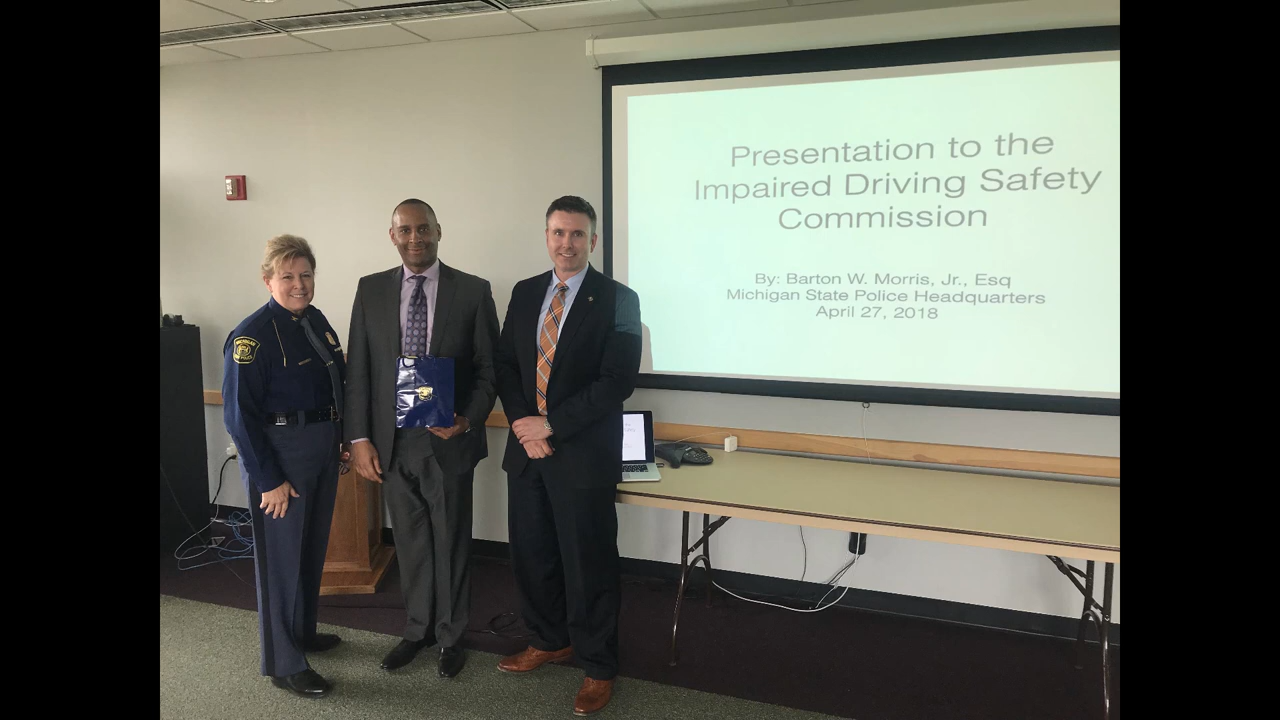 Presentation to the
Impaired Driving Safety
Commission
By: Barton W. Morris, Jr., Esq
Michigan State Police Headquarters
April 27, 2018
MICHIGAN